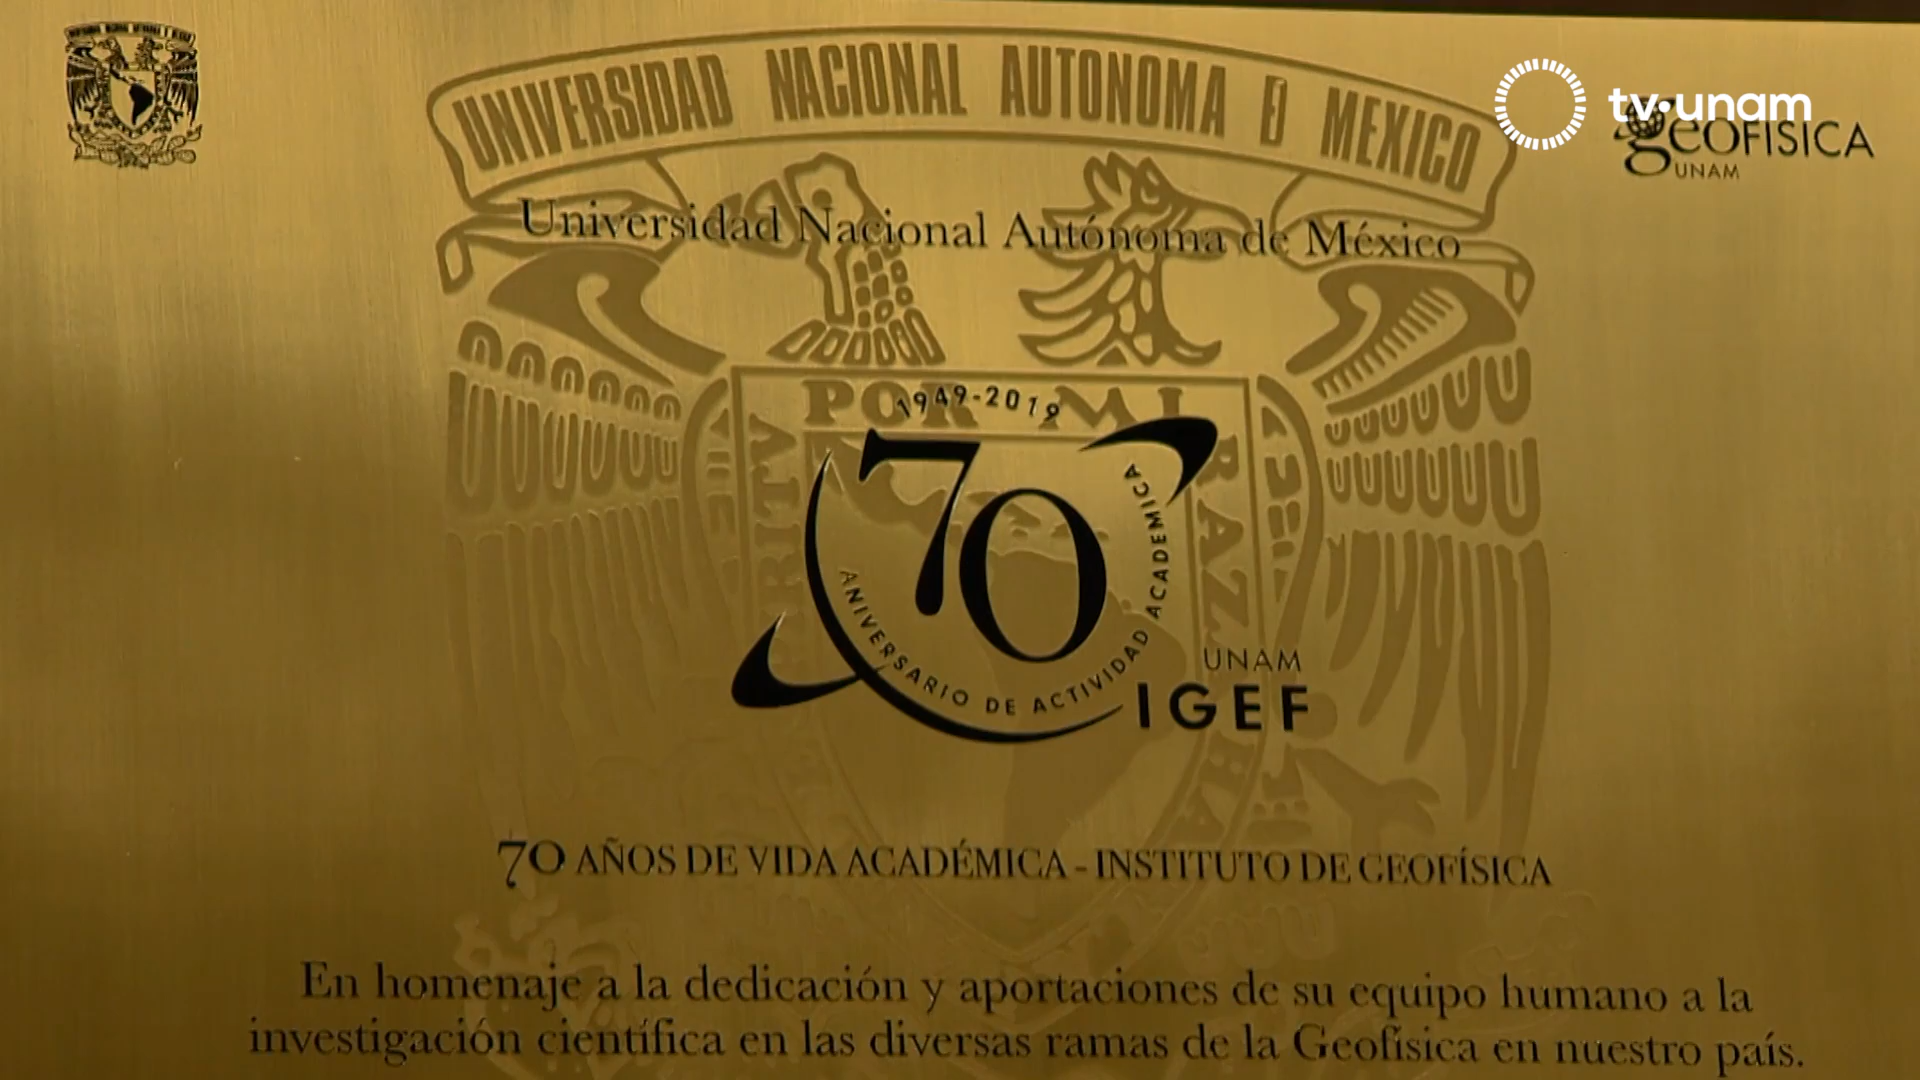 UNIVERSIDAD NACIONAL AUTONOMA DE MEXICO
tv·unam
GEOFISICA
UNAM
Universidad Nacional Autónoma de México
POR MI RAZA
1949-2019
70
ANIVERSARIO DE ACTIVIDAD ACADEMICA
UNAM
IGEF
70 AÑOS DE VIDA ACADÉMICA - INSTITUTO DE GEOFÍSICA
En homenaje a la dedicación y aportaciones de su equipo humano a la
investigación científica en las diversas ramas de la Geofísica en nuestro país.